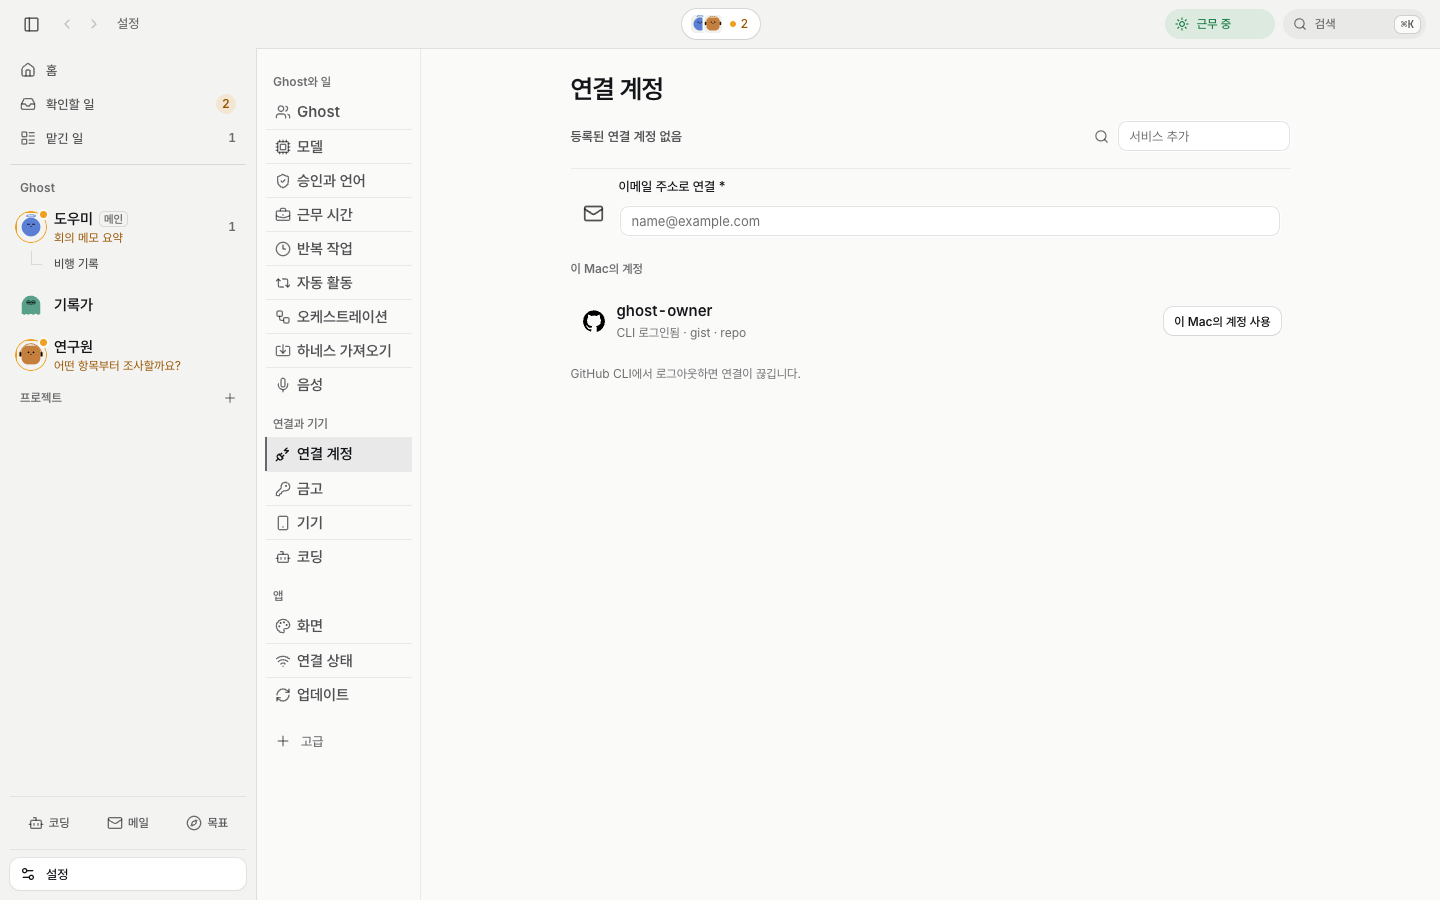 설정
2
근무 중
검색
⌘K
홈
확인할 일
2
맡긴 일
1
Ghost
도우미
메인
회의 메모 요약
1
비행 기록
기록가
연구원
어떤 항목부터 조사할까요?
프로젝트
코딩
메일
목표
설정
Ghost와 일
Ghost
모델
승인과 언어
근무 시간
반복 작업
자동 활동
오케스트레이션
하네스 가져오기
음성
연결과 기기
연결 계정
금고
기기
코딩
앱
화면
연결 상태
업데이트
고급
연결 계정
등록된 연결 계정 없음
서비스 추가
이메일 주소로 연결 *
name@example.com
이 Mac의 계정
ghost-owner
CLI 로그인됨 · gist · repo
이 Mac의 계정 사용
GitHub CLI에서 로그아웃하면 연결이 끊깁니다.